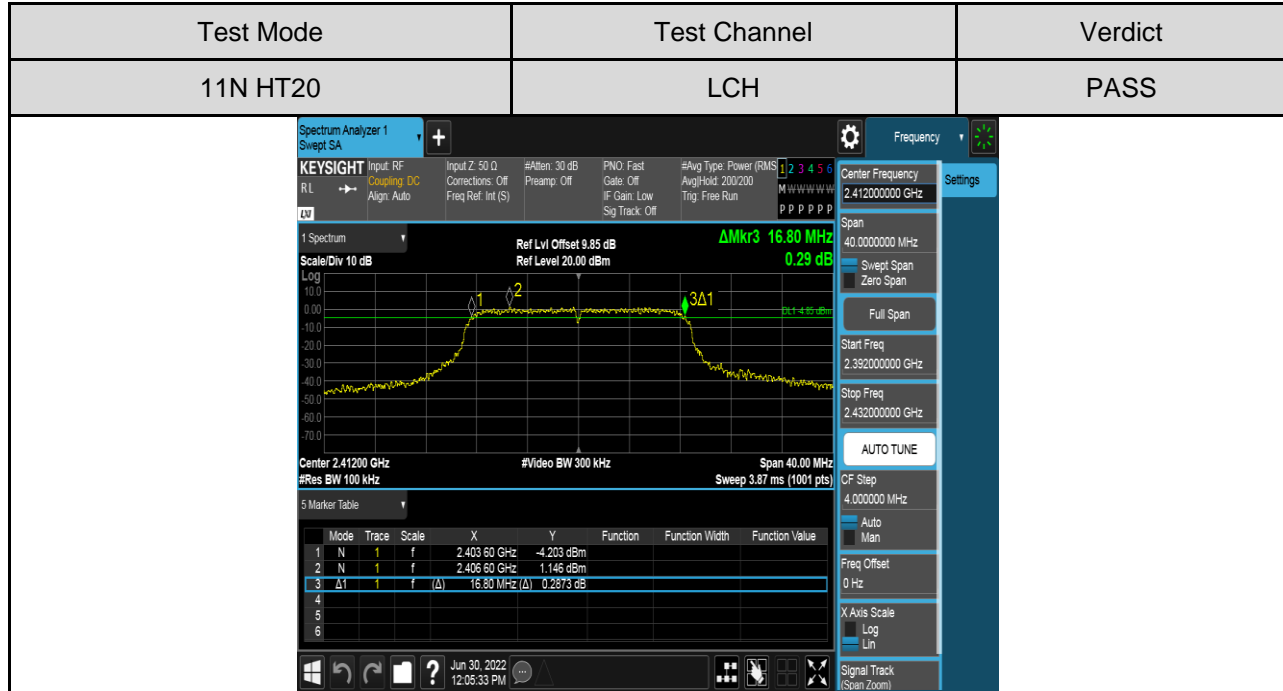 Test Mode Test Channel Verdict
11N HT20 LCH PASS
Spectrum Analyzer 1
Swept SA
+
Frequency
KEYSIGHT
RL
LXI
Input: RF
Coupling: DC
Align: Auto
Input Z: 50 Ω
Corrections: Off
Freq Ref: Int (S)
#Atten: 30 dB
Preamp: Off
PNO: Fast
Gate: Off
IF Gain: Low
Sig Track: Off
#Avg Type: Power (RMS
Avg|Hold: 200/200
Trig: Free Run
1 2 3 4 5 6
M W W W W W
P P P P P P
1 Spectrum
Scale/Div 10 dB
Ref Lvl Offset 9.85 dB
Ref Level 20.00 dBm
ΔMkr3 16.80 MHz
0.29 dB
Log
10.0
0.00
-10.0
-20.0
-30.0
-40.0
-50.0
-60.0
-70.0
1
2
3Δ1
DL1 -4.85 dBm
Center 2.41200 GHz
#Res BW 100 kHz
#Video BW 300 kHz
Span 40.00 MHz
Sweep 3.87 ms (1001 pts)
5 Marker Table
Mode Trace Scale X Y Function Function Width Function Value
1 N 1 f 2.403 60 GHz -4.203 dBm
2 N 1 f 2.406 60 GHz 1.146 dBm
3 Δ1 1 f (Δ) 16.80 MHz (Δ) 0.2873 dB
4
5
6
Center Frequency
2.412000000 GHz
Settings
Span
40.0000000 MHz
Swept Span
Zero Span
Full Span
Start Freq
2.392000000 GHz
Stop Freq
2.432000000 GHz
AUTO TUNE
CF Step
4.000000 MHz
Auto
Man
Freq Offset
0 Hz
X Axis Scale
Log
Lin
Signal Track
(Span Zoom)
?
Jun 30, 2022
12:05:33 PM